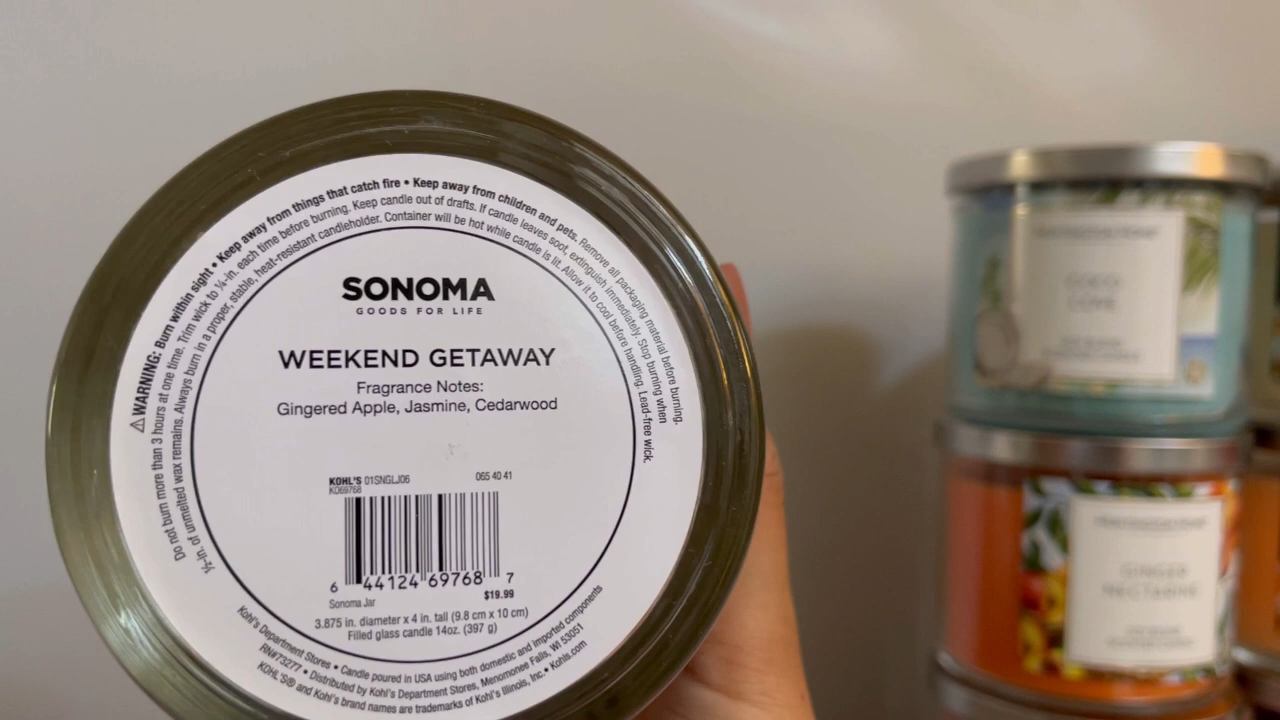 ⚠WARNING: Burn within sight • Keep away from things that catch fire • Keep away from children and pets. Remove all packaging material before burning.
Do not burn more than 3 hours at one time. Trim wick to ¼-in. each time before burning. Keep candle out of drafts. If candle leaves soot, extinguish immediately. Stop burning when
½-in. of unmelted wax remains. Always burn in a proper, stable, heat-resistant candleholder. Container will be hot while candle is lit. Allow it to cool before handling. Lead-free wick.
SONOMA
GOODS FOR LIFE
WEEKEND GETAWAY
Fragrance Notes:
Gingered Apple, Jasmine, Cedarwood
KOHL'S 01SNGLJ06 065 40 41
K069768
6 44124 69768 7
Sonoma Jar $19.99
3.875 in. diameter x 4 in. tall (9.8 cm x 10 cm)
Filled glass candle 14oz. (397 g)
Kohl's Department Stores • Candle poured in USA using both domestic and imported components
RN#73277 • Distributed by Kohl's Department Stores, Menomonee Falls, WI 53051
KOHL'S® and Kohl's brand names are trademarks of Kohl's Illinois, Inc. • Kohls.com
COCO
GINGER
NECTARINE